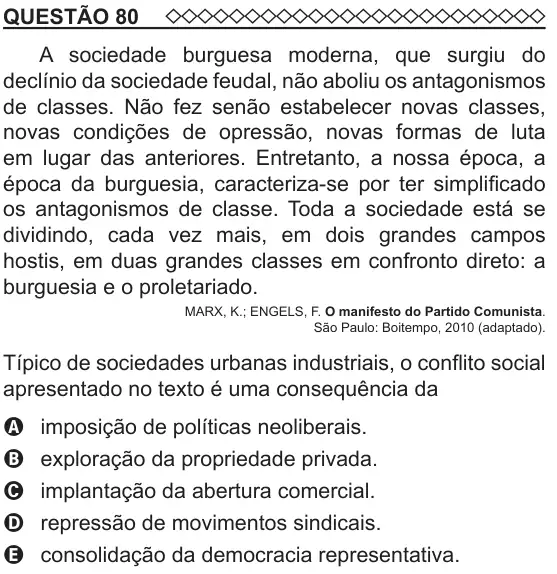 QUESTÃO 80
A sociedade burguesa moderna, que surgiu do
declínio da sociedade feudal, não aboliu os antagonismos
de classes. Não fez senão estabelecer novas classes,
novas condições de opressão, novas formas de luta
em lugar das anteriores. Entretanto, a nossa época, a
época da burguesia, caracteriza-se por ter simplificado
os antagonismos de classe. Toda a sociedade está se
dividindo, cada vez mais, em dois grandes campos
hostis, em duas grandes classes em confronto direto: a
burguesia e o proletariado.
MARX, K.; ENGELS, F. O manifesto do Partido Comunista.
São Paulo: Boitempo, 2010 (adaptado).
Típico de sociedades urbanas industriais, o conflito social
apresentado no texto é uma consequência da
A imposição de políticas neoliberais.
B exploração da propriedade privada.
C implantação da abertura comercial.
D repressão de movimentos sindicais.
E consolidação da democracia representativa.